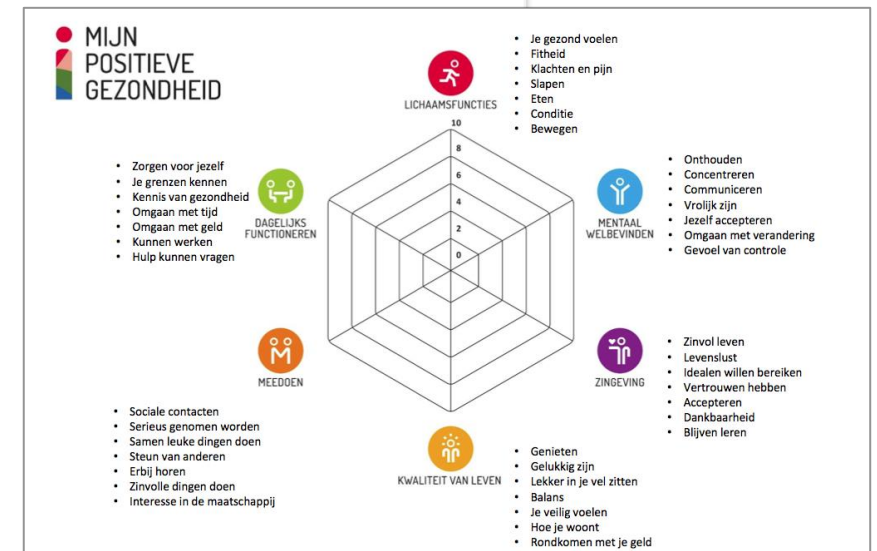 MIJN
POSITIEVE
GEZONDHEID
LICHAAMSFUNCTIES
• Je gezond voelen
• Fitheid
• Klachten en pijn
• Slapen
• Eten
• Conditie
• Bewegen
10
8
6
4
2
0
MENTAAL
WELBEVINDEN
• Onthouden
• Concentreren
• Communiceren
• Vrolijk zijn
• Jezelf accepteren
• Omgaan met verandering
• Gevoel van controle
ZINGEVING
• Zinvol leven
• Levenslust
• Idealen willen bereiken
• Vertrouwen hebben
• Accepteren
• Dankbaarheid
• Blijven leren
KWALITEIT VAN LEVEN
• Genieten
• Gelukkig zijn
• Lekker in je vel zitten
• Balans
• Je veilig voelen
• Hoe je woont
• Rondkomen met je geld
MEEDOEN
• Sociale contacten
• Serieus genomen worden
• Samen leuke dingen doen
• Steun van anderen
• Erbij horen
• Zinvolle dingen doen
• Interesse in de maatschappij
DAGELIJKS
FUNCTIONEREN
• Zorgen voor jezelf
• Je grenzen kennen
• Kennis van gezondheid
• Omgaan met tijd
• Omgaan met geld
• Kunnen werken
• Hulp kunnen vragen